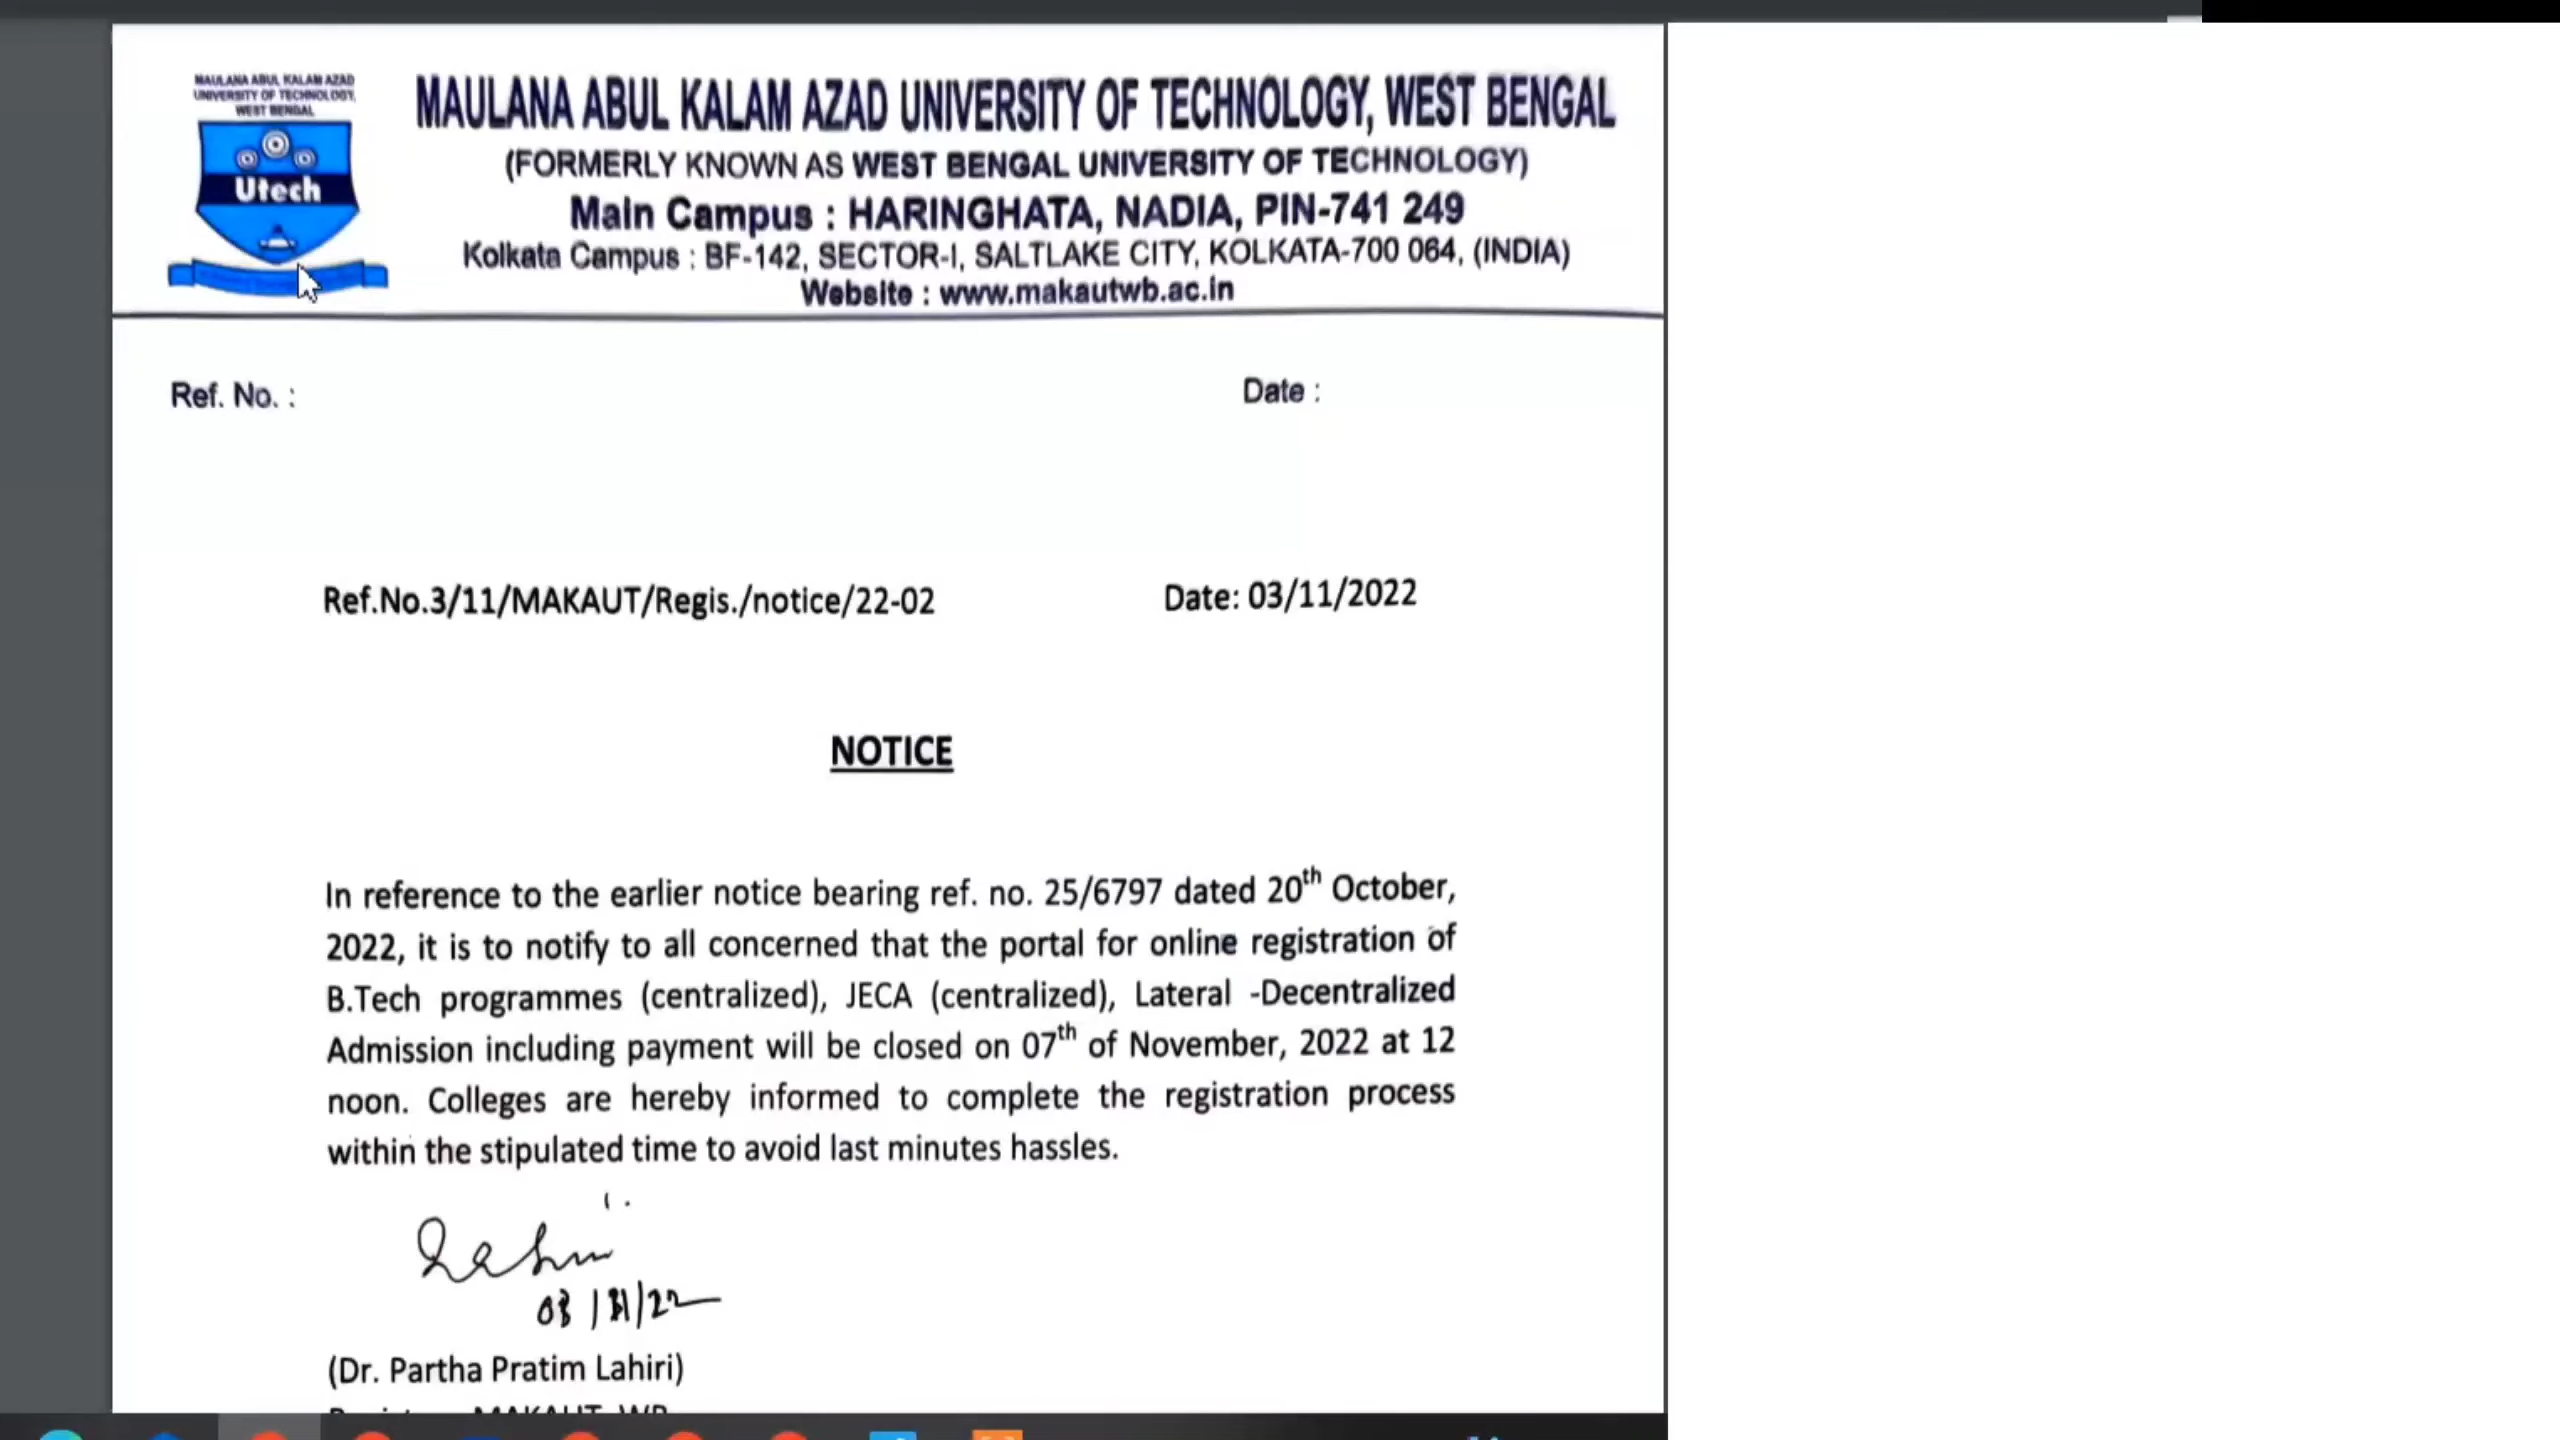 MAULANA ABUL KALAM AZAD
UNIVERSITY OF TECHNOLOGY,
WEST BENGAL
Utech
MAULANA ABUL KALAM AZAD UNIVERSITY OF TECHNOLOGY, WEST BENGAL
(FORMERLY KNOWN AS WEST BENGAL UNIVERSITY OF TECHNOLOGY)
Main Campus : HARINGHATA, NADIA, PIN-741 249
Kolkata Campus : BF-142, SECTOR-I, SALTLAKE CITY, KOLKATA-700 064, (INDIA)
Website : www.makautwb.ac.in
Ref. No. :
Date :
Ref.No.3/11/MAKAUT/Regis./notice/22-02
Date: 03/11/2022
NOTICE
In reference to the earlier notice bearing ref. no. 25/6797 dated 20th October,
2022, it is to notify to all concerned that the portal for online registration of
B.Tech programmes (centralized), JECA (centralized), Lateral -Decentralized
Admission including payment will be closed on 07th of November, 2022 at 12
noon. Colleges are hereby informed to complete the registration process
within the stipulated time to avoid last minutes hassles.
(Dr. Partha Pratim Lahiri)